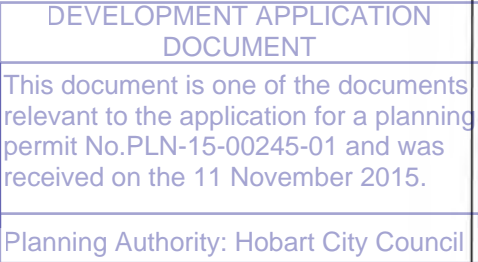 DEVELOPMENT APPLICATION
DOCUMENT
This document is one of the documents
relevant to the application for a planning
permit No.PLN-15-00245-01 and was
received on the 11 November 2015.
Planning Authority: Hobart City Council